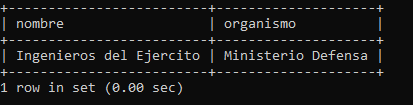 +-----------------------+--------------------+
| nombre                | organismo          |
+-----------------------+--------------------+
| Ingenieros del Ejercito | Ministerio Defensa |
+-----------------------+--------------------+
1 row in set (0.00 sec)